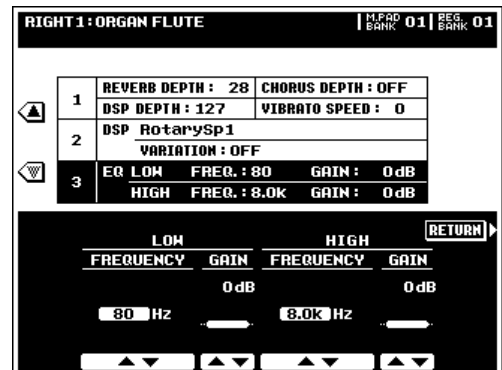 RIGHT1:ORGAN FLUTE M.PAD BANK 01 REG. BANK 01
1 REVERB DEPTH: 28 CHORUS DEPTH:OFF
DSP DEPTH:127 VIBRATO SPEED: 0
2 DSP RotarySp1
VARIATION:OFF
3 EQ LOW FREQ.:80 GAIN: 0dB
HIGH FREQ.:8.0k GAIN: 0dB
RETURN
LOW HIGH
FREQUENCY GAIN FREQUENCY GAIN
0dB 0dB
80 Hz 8.0k Hz